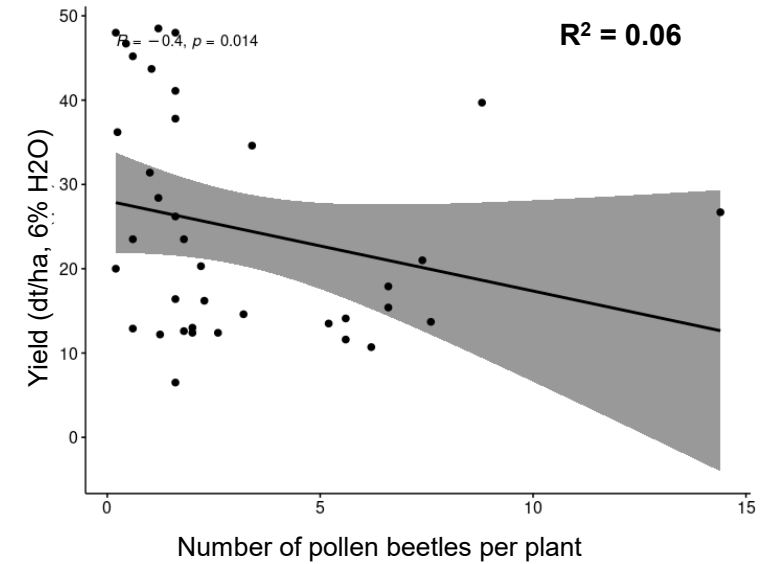 50
R = −0.4, p = 0.014
R² = 0.06
40
30
20
10
0
Yield (dt/ha, 6% H2O)
0 5 10 15
Number of pollen beetles per plant